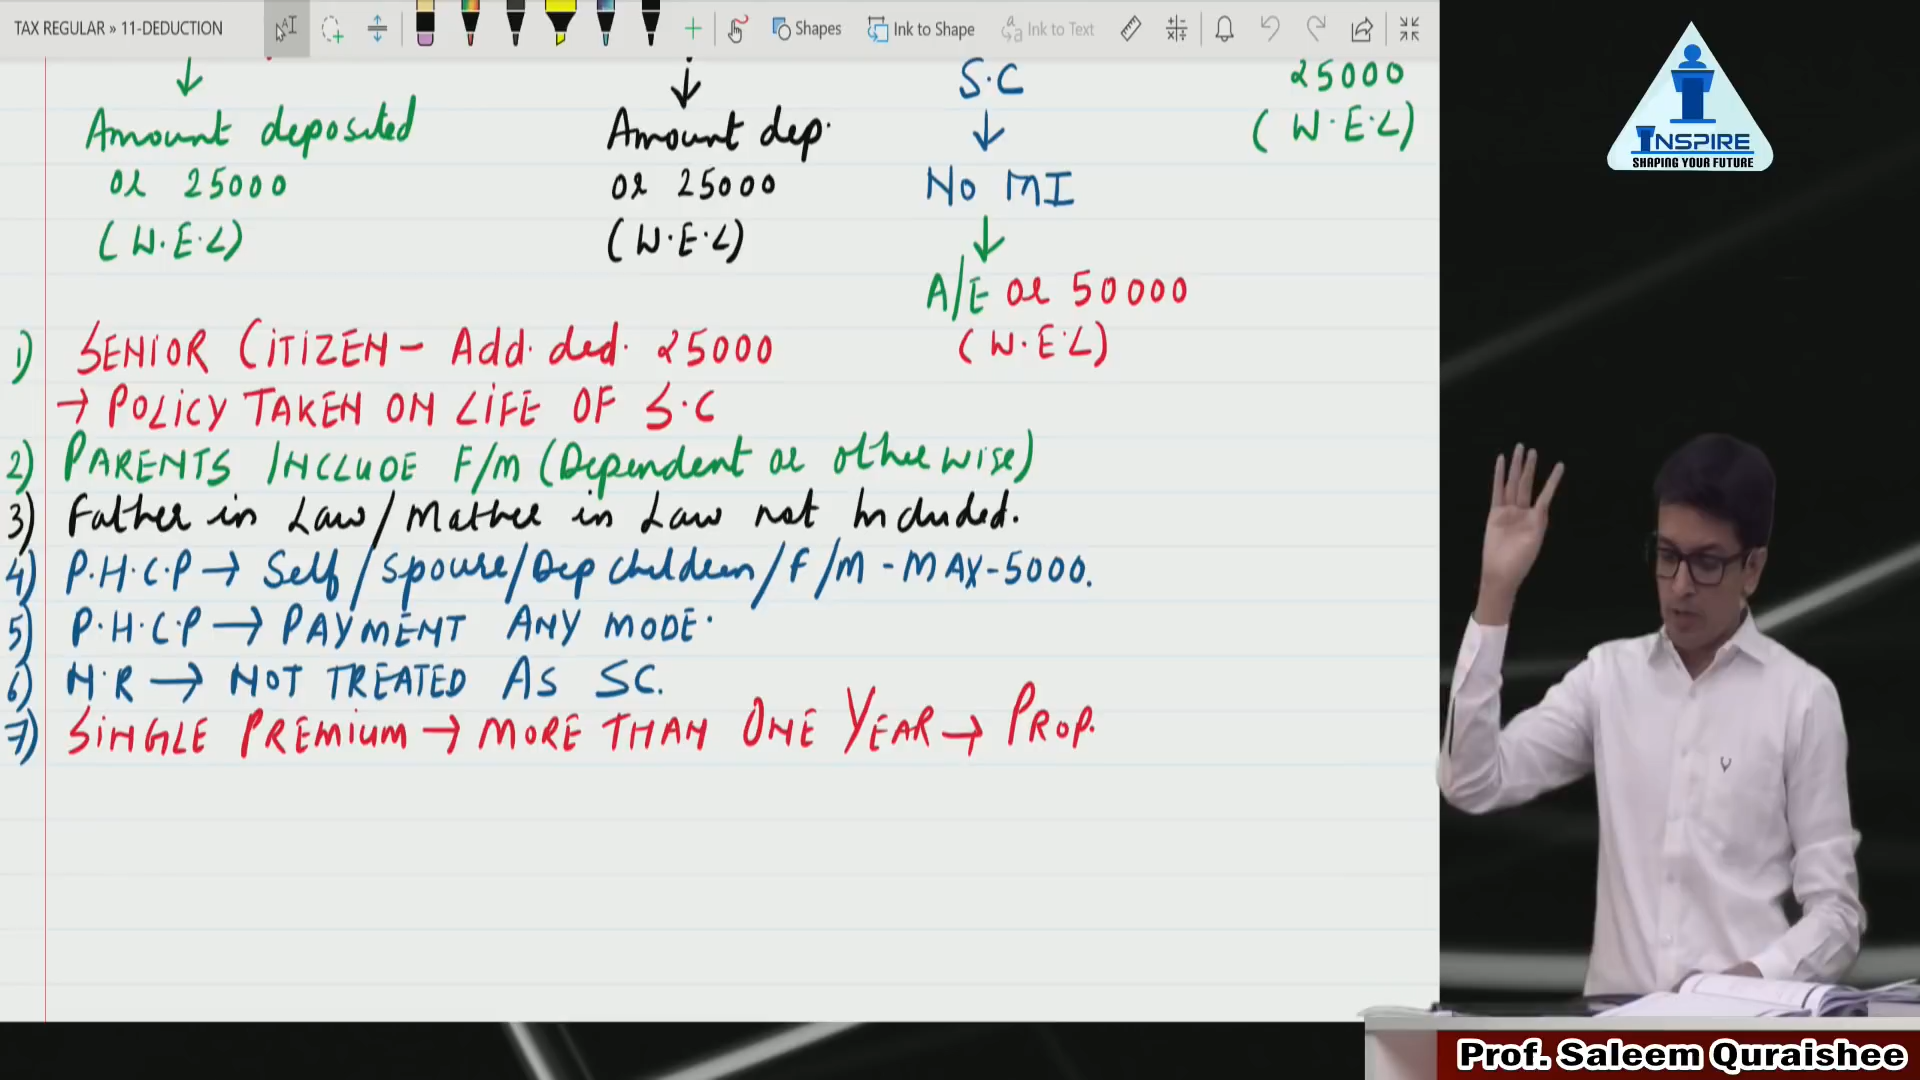 TAX REGULAR » 11-DEDUCTION
Shapes
Ink to Shape
Ink to Text
Amount deposited
or 25000
(W.E.L)
Amount dep.
or 25000
(W.E.L)
S.C
No MI
A/E or 50000
(W.E.L)
25000
(W.E.L)
1) SENIOR CITIZEN - Add. ded. 25000
→ POLICY TAKEN ON LIFE OF S.C
2) PARENTS INCLUDE F/M (Dependent or otherwise)
3) Father in Law/Mother in Law not Included.
4) P.H.C.P → Self/Spouse/Dep children/F/M - MAX-5000.
5) P.H.C.P → PAYMENT ANY MODE.
6) N.R → NOT TREATED AS SC.
7) SINGLE PREMIUM → MORE THAN ONE YEAR → PROP.
INSPIRE
SHAPING YOUR FUTURE
Prof. Saleem Quraishee